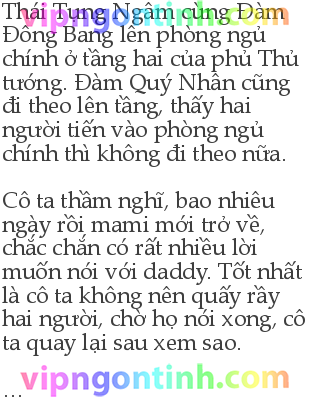 Thái Tụng Ngâm cùng Đàm
Đống Bang lên phòng ngủ
chính ở tầng hai của phủ Thủ
tướng. Đàm Quý Nhân cũng
đi theo lên tầng, thấy hai
người tiến vào phòng ngủ
chính thì không đi theo nữa.
Cô ta thầm nghĩ, bao nhiêu
ngày rồi mami mới trở về,
chắc chắn có rất nhiều lời
muốn nói với daddy. Tốt nhất
là cô ta không nên quấy rầy
hai người, chờ họ nói xong, cô
ta quay lại sau xem sao.
vipngontinh.com
...